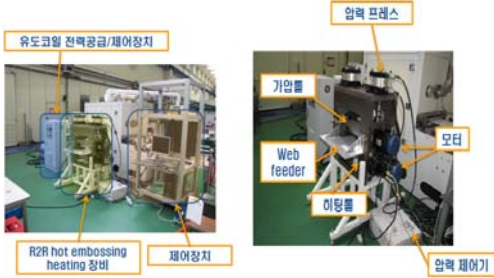 유도코일 전력공급/제어장치
R2R hot embossing
heating 장비
제어장치
압력 프레스
가압롤
Web
feeder
히팅롤
모터
압력 제어기